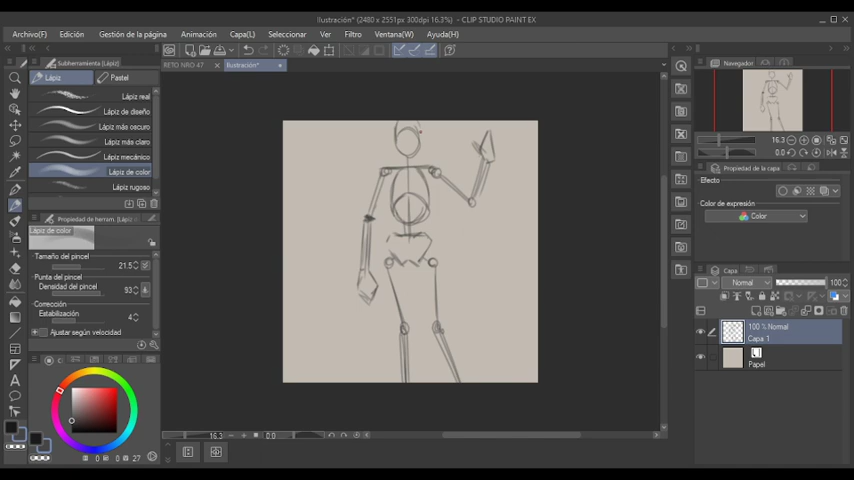 Ilustración* (2480 x 2551px 300dpi 16.3%) - CLIP STUDIO PAINT EX
Archivo(F) Edición Gestión de la página Animación Capa(L) Seleccionar Ver Filtro Ventana(W) Ayuda(H)
Subherramienta [Lápiz]
RETO NRO 47
Ilustración*
Navegador
Lápiz
Pastel
Lápiz real
Lápiz de diseño
Lápiz más oscuro
Lápiz más claro
Lápiz mecánico
Lápiz de color
Lápiz rugoso
Propiedad de herram. [Lápiz
Lápiz de color
Tamaño del pincel
21.5
Punta del pincel
Densidad del pincel
93
Corrección
Estabilización
4
Ajustar según velocidad
0 0 27
16.3
0.0
16.3
0.0
Propiedad de la capa
Efecto
Color de expresión
Color
Capa
Normal
100
100 % Normal
Capa 1
Papel